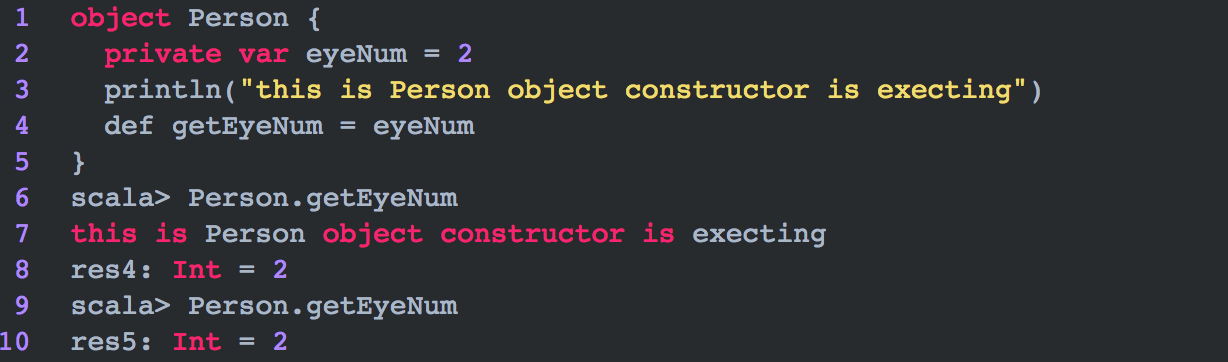 1 object Person {
2 private var eyeNum = 2
3 println("this is Person object constructor is execting")
4 def getEyeNum = eyeNum
5 }
6 scala> Person.getEyeNum
7 this is Person object constructor is execting
8 res4: Int = 2
9 scala> Person.getEyeNum
10 res5: Int = 2